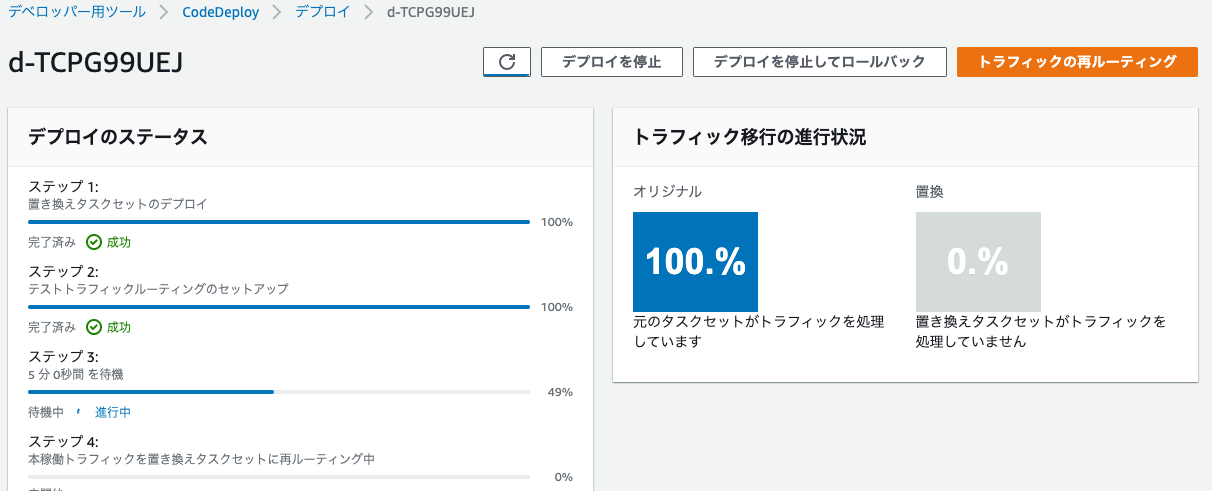 デベロッパー用ツール > CodeDeploy > デプロイ > d-TCPG99UEJ
d-TCPG99UEJ
デプロイを停止
デプロイを停止してロールバック
トラフィックの再ルーティング
デプロイのステータス
ステップ 1:
置き換えタスクセットのデプロイ
100%
完了済み 成功
ステップ 2:
テストトラフィックルーティングのセットアップ
100%
完了済み 成功
ステップ 3:
5 分 0秒間 を待機
49%
待機中 進行中
ステップ 4:
本稼働トラフィックを置き換えタスクセットに再ルーティング中
0%
トラフィック移行の進行状況
オリジナル
100.%
元のタスクセットがトラフィックを処理
しています
置換
0.%
置き換えタスクセットがトラフィックを
処理していません